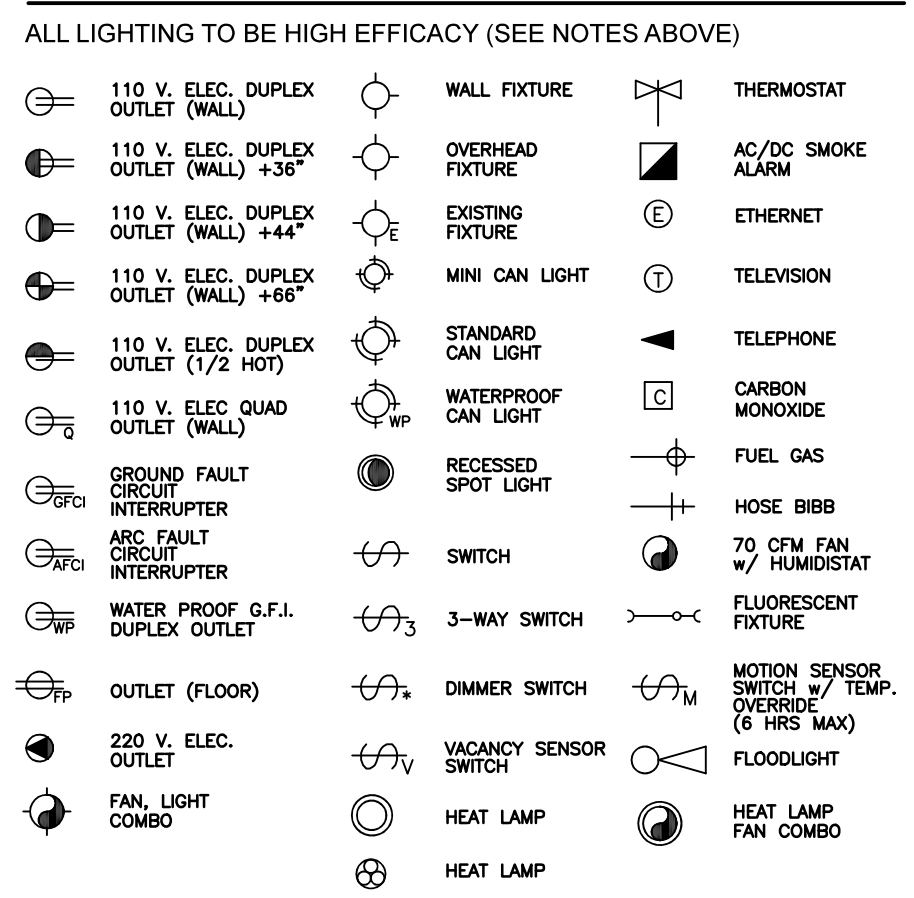 ALL LIGHTING TO BE HIGH EFFICACY (SEE NOTES ABOVE)
110 V. ELEC. DUPLEX
OUTLET (WALL)
110 V. ELEC. DUPLEX
OUTLET (WALL) +36"
110 V. ELEC. DUPLEX
OUTLET (WALL) +44"
110 V. ELEC. DUPLEX
OUTLET (WALL) +66"
110 V. ELEC. DUPLEX
OUTLET (1/2 HOT)
Q
110 V. ELEC QUAD
OUTLET (WALL)
GFCI
GROUND FAULT
CIRCUIT
INTERRUPTER
AFCI
ARC FAULT
CIRCUIT
INTERRUPTER
WP
WATER PROOF G.F.I.
DUPLEX OUTLET
FP
OUTLET (FLOOR)
220 V. ELEC.
OUTLET
FAN, LIGHT
COMBO
WALL FIXTURE
OVERHEAD
FIXTURE
E
EXISTING
FIXTURE
MINI CAN LIGHT
STANDARD
CAN LIGHT
WP
WATERPROOF
CAN LIGHT
RECESSED
SPOT LIGHT
SWITCH
3
3-WAY SWITCH
*
DIMMER SWITCH
V
VACANCY SENSOR
SWITCH
HEAT LAMP
HEAT LAMP
THERMOSTAT
AC/DC SMOKE
ALARM
E
ETHERNET
T
TELEVISION
TELEPHONE
C
CARBON
MONOXIDE
FUEL GAS
HOSE BIBB
70 CFM FAN
w/ HUMIDISTAT
FLUORESCENT
FIXTURE
M
MOTION SENSOR
SWITCH w/ TEMP.
OVERRIDE
(6 HRS MAX)
FLOODLIGHT
HEAT LAMP
FAN COMBO